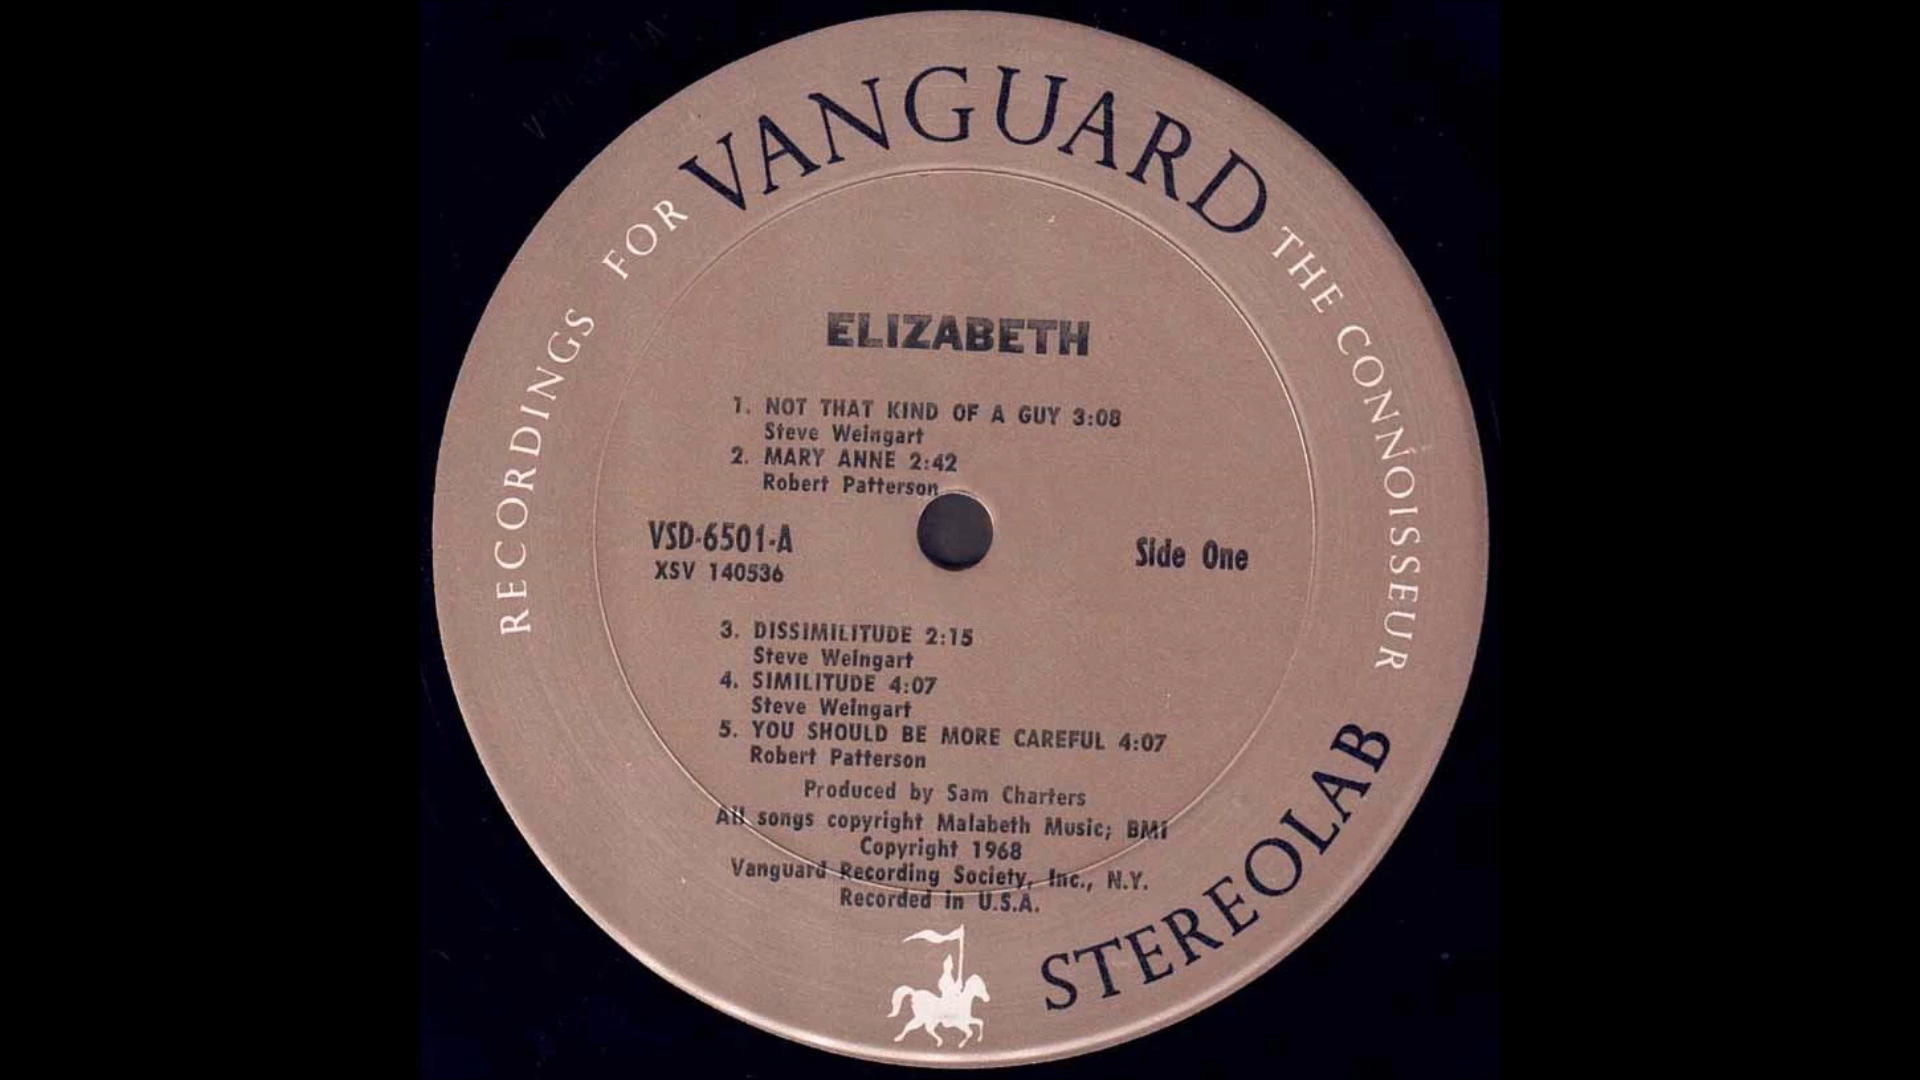 VANGUARD
RECORDINGS FOR THE CONNOISSEUR
ELIZABETH
1. NOT THAT KIND OF A GUY 3:08
Steve Weingart
2. MARY ANNE 2:42
Robert Patterson
VSD-6501-A
XSV 140536
Side One
3. DISSIMILITUDE 2:15
Steve Weingart
4. SIMILITUDE 4:07
Steve Weingart
5. YOU SHOULD BE MORE CAREFUL 4:07
Robert Patterson
Produced by Sam Charters
All songs copyright Malabeth Music; BMI
Copyright 1968
Vanguard Recording Society, Inc., N.Y.
Recorded in U.S.A.
STEREOLAB